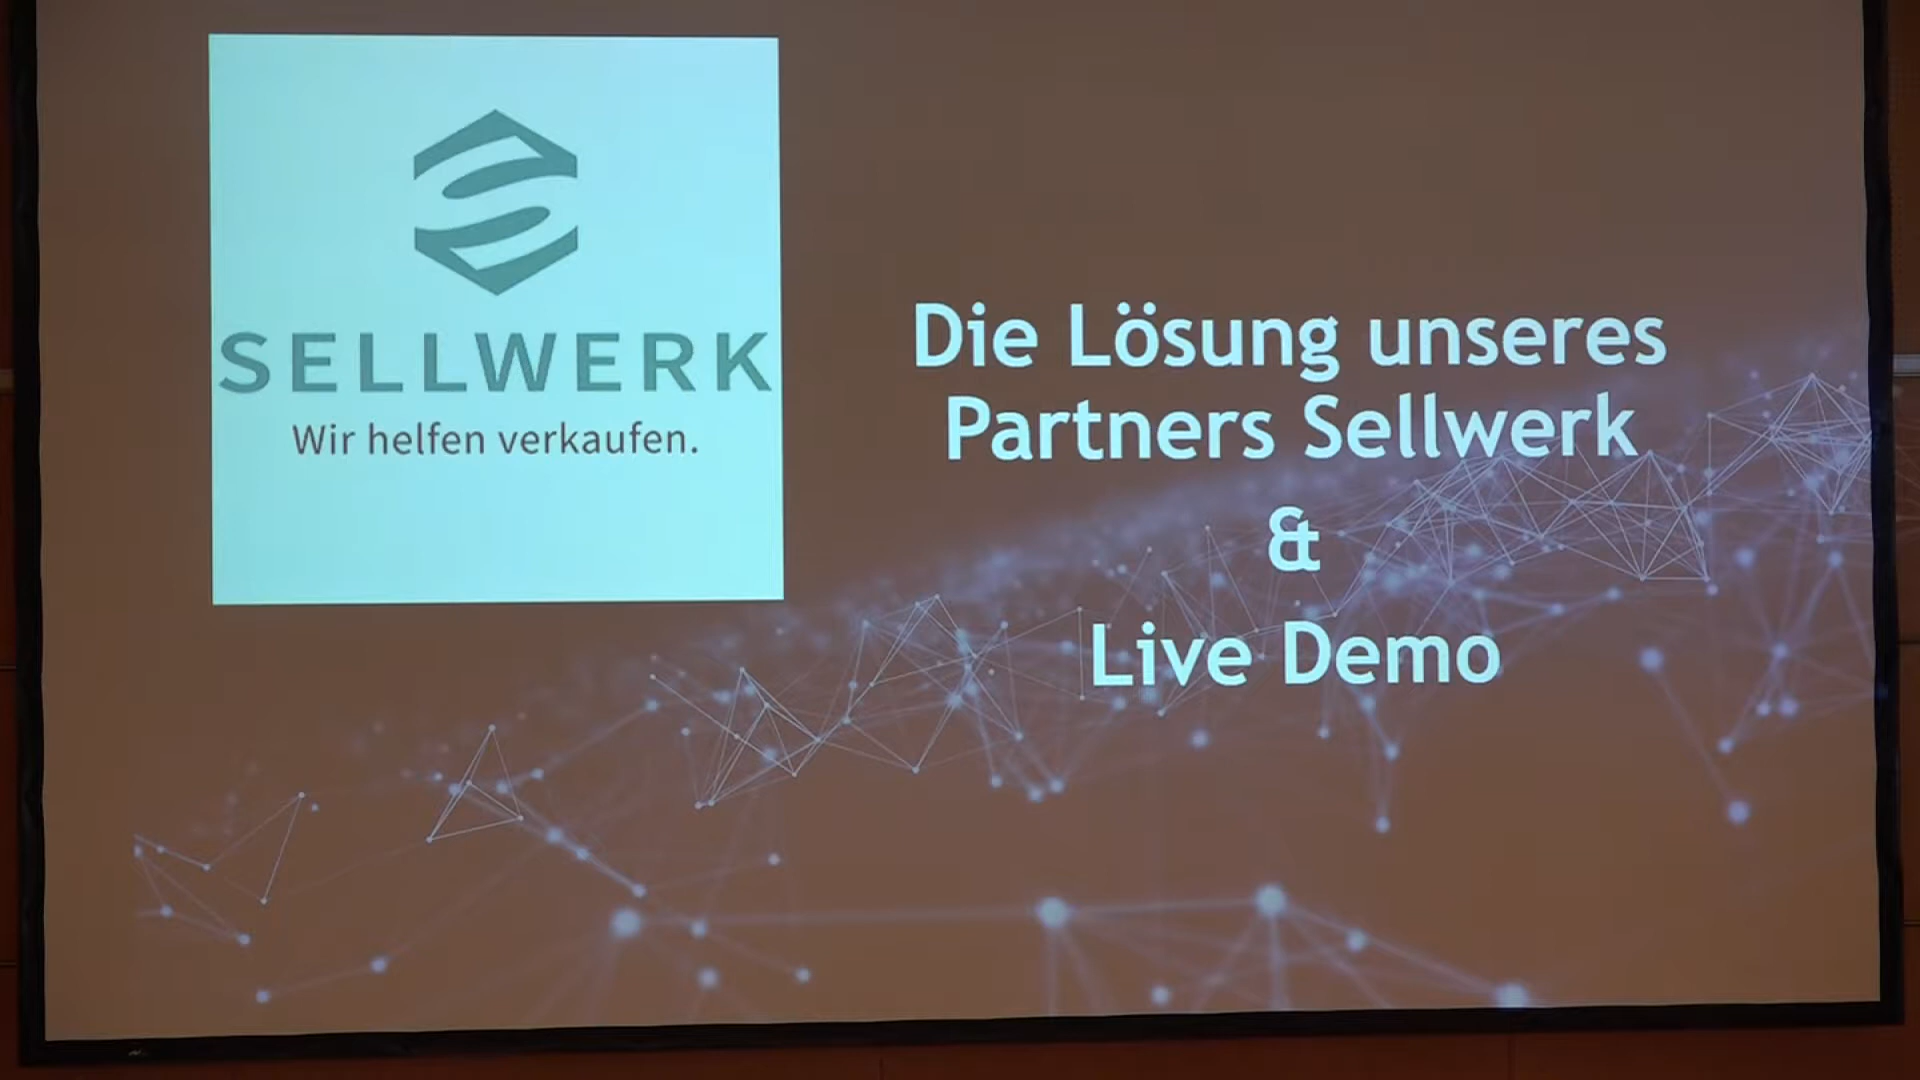 SELLWERK
Wir helfen verkaufen.
Die Lösung unseres
Partners Sellwerk
&
Live Demo